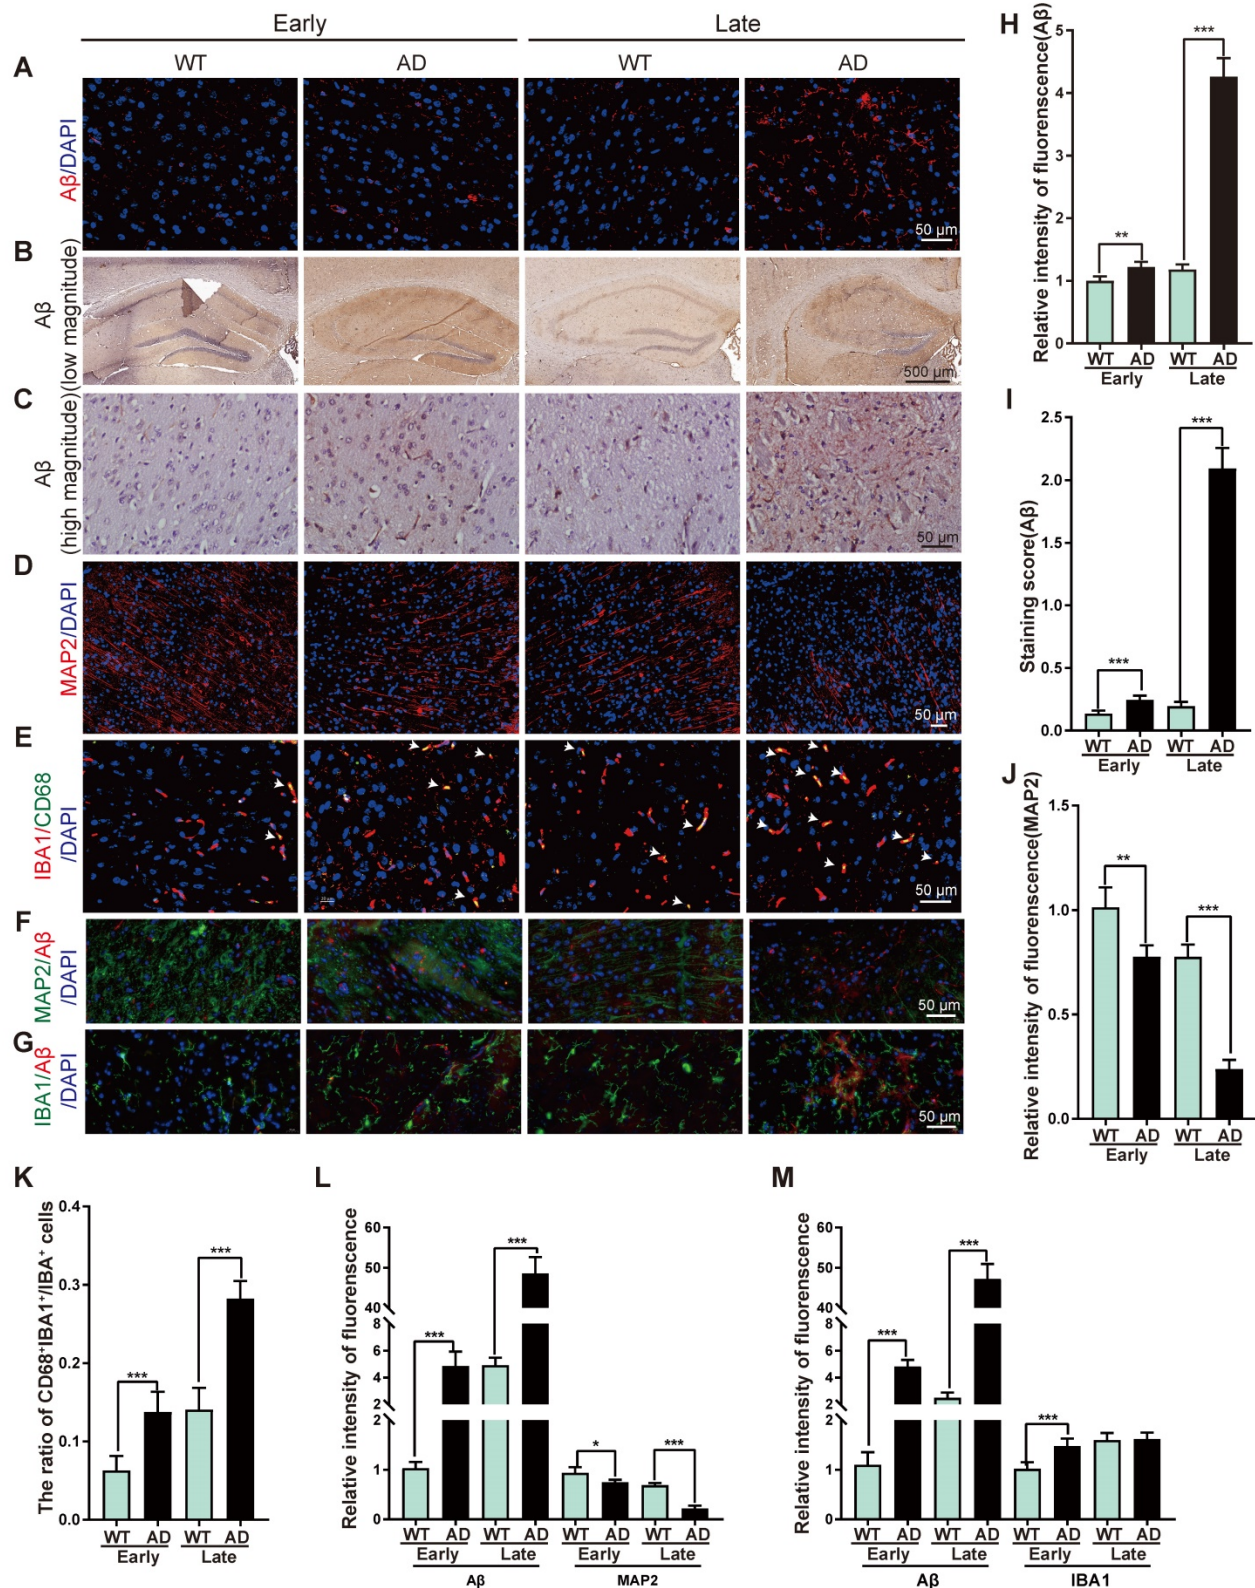 Early Late
WT AD WT AD
A
Aβ/DAPI
50 µm
B
Aβ
(low magnitude)
500 µm
C
Aβ
(high magnitude)
50 µm
D
MAP2/DAPI
50 µm
E
IBA1/CD68
/DAPI
50 µm
F
MAP2/Aβ
/DAPI
50 µm
G
IBA1/Aβ
/DAPI
50 µm
H
Relative intensity of fluorenscence(Aβ)
5
4
3
2
1
0
**
***
WT AD WT AD
Early Late
I
Staining score(Aβ)
2.5
2.0
1.5
1.0
0.5
0.0
***
***
WT AD WT AD
Early Late
J
Relative intensity of fluorenscence(MAP2)
1.5
1.0
0.5
0.0
**
***
WT AD WT AD
Early Late
K
The ratio of CD68⁺IBA1⁺/IBA⁺ cells
0.4
0.3
0.2
0.1
0.0
***
***
WT AD WT AD
Early Late
L
Relative intensity of fluorenscence
60
50
40
8
6
4
2
2
1
0
***
***
*
***
WT AD WT AD WT AD WT AD
Early Late Early Late
Aβ MAP2
M
Relative intensity of fluorenscence
60
50
40
8
6
4
2
2
1
0
***
***
***
WT AD WT AD WT AD WT AD
Early Late Early Late
Aβ IBA1